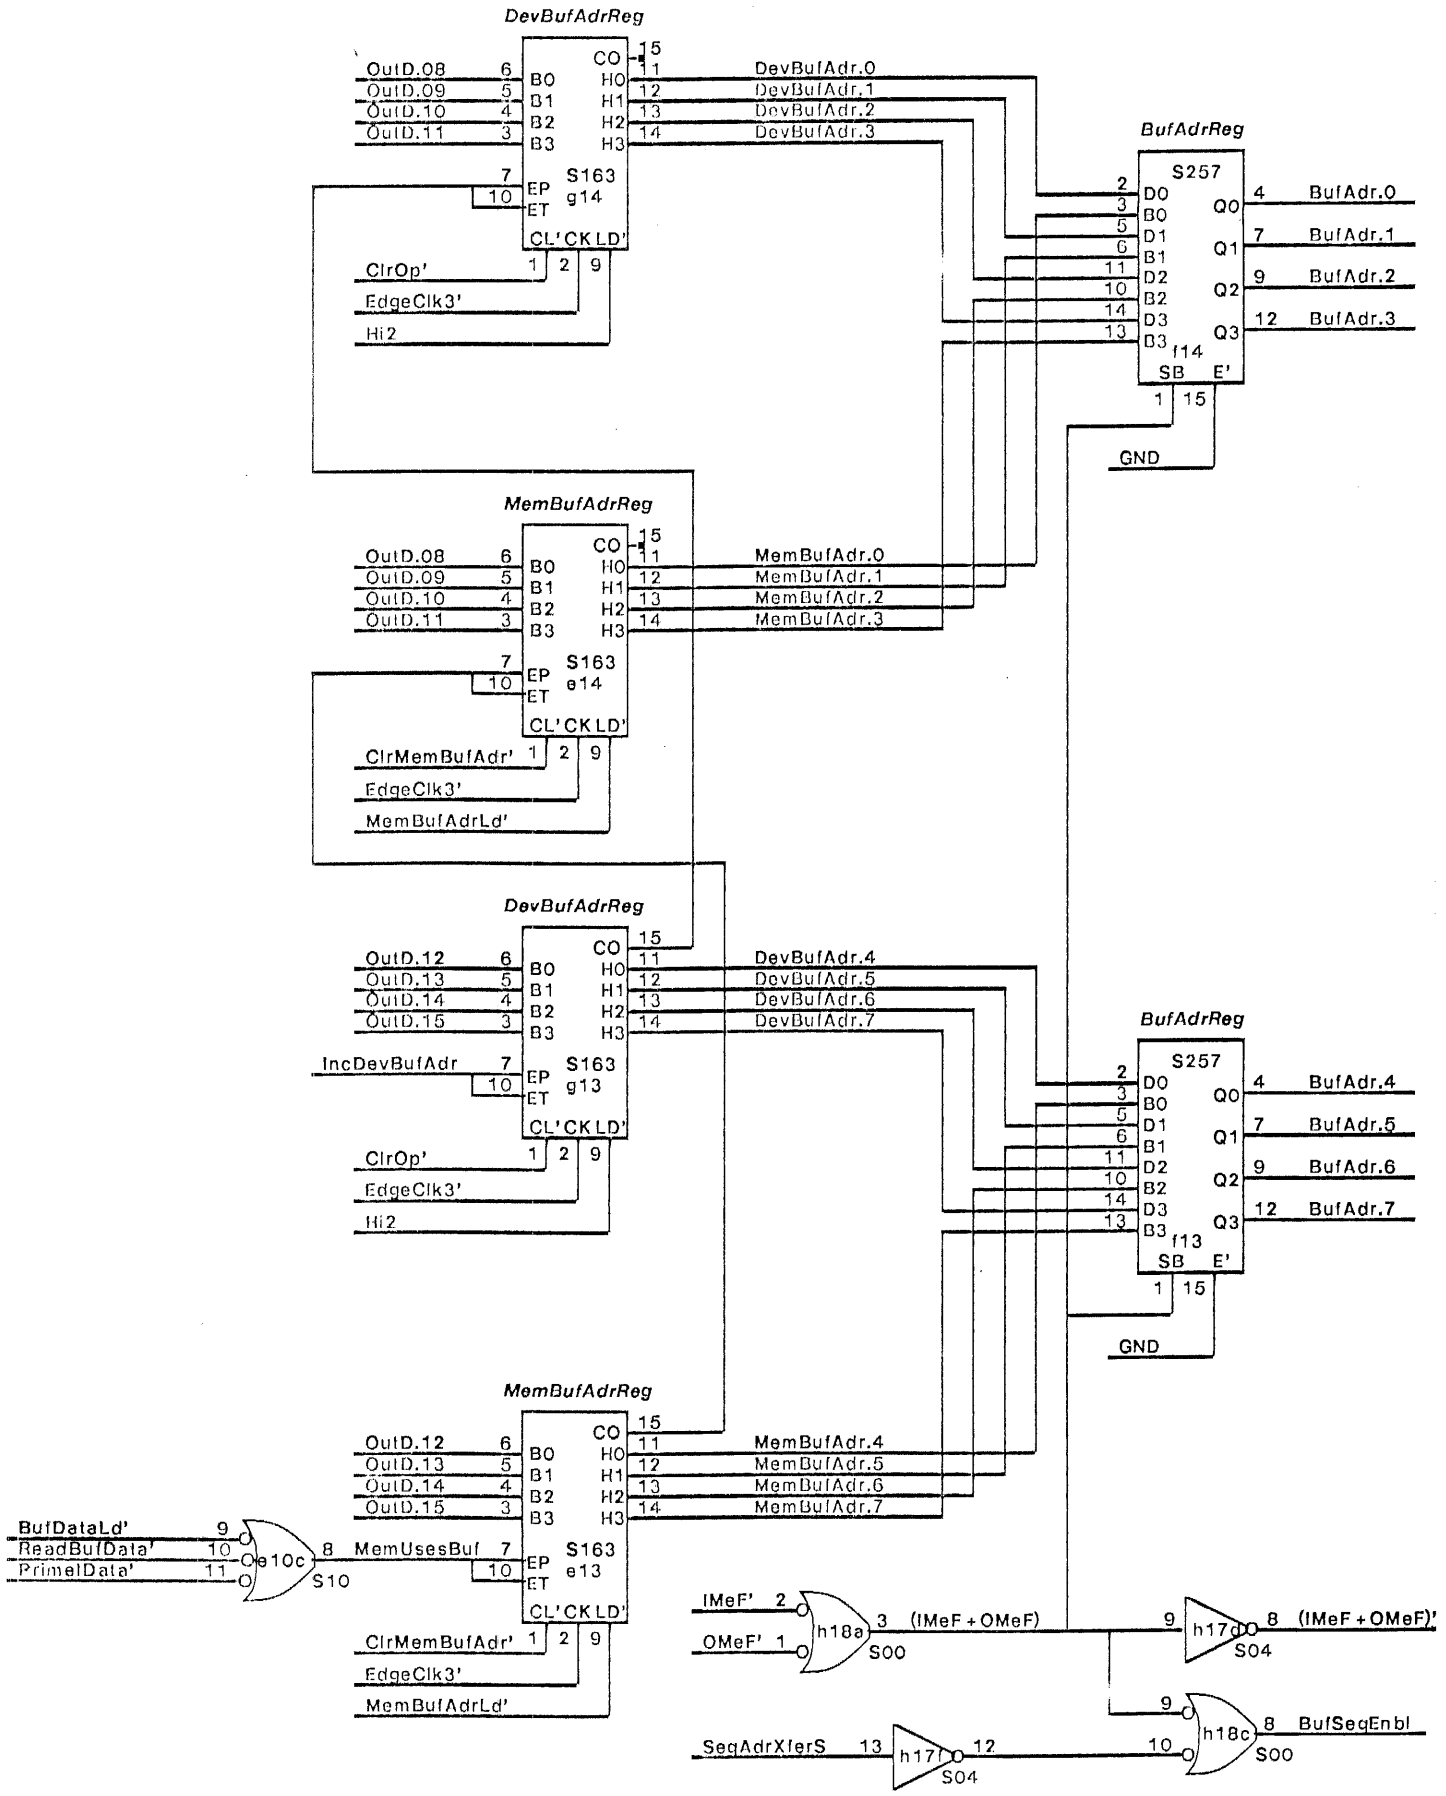 DevBufAdrReg
CO 15
OutD.08 6 B0 H0 11 DevBufAdr.0
OutD.09 5 B1 H1 12 DevBufAdr.1
OutD.10 4 B2 H2 13 DevBufAdr.2
OutD.11 3 B3 H3 14 DevBufAdr.3
7 EP S163
10 ET g14
CL' CK LD'
1 2 9
ClrOp'
EdgeClk3'
Hi2
BufAdrReg
S257
2 D0 Q0 4 BufAdr.0
3 B0
5 D1 Q1 7 BufAdr.1
6 B1
11 D2 Q2 9 BufAdr.2
10 B2
14 D3 Q3 12 BufAdr.3
13 B3
f14
SB E'
1 15
GND
MemBufAdrReg
CO 15
OutD.08 6 B0 H0 11 MemBufAdr.0
OutD.09 5 B1 H1 12 MemBufAdr.1
OutD.10 4 B2 H2 13 MemBufAdr.2
OutD.11 3 B3 H3 14 MemBufAdr.3
7 EP S163
10 ET e14
CL' CK LD'
1 2 9
ClrMemBufAdr'
EdgeClk3'
MemBufAdrLd'
DevBufAdrReg
CO 15
OutD.12 6 B0 H0 11 DevBufAdr.4
OutD.13 5 B1 H1 12 DevBufAdr.5
OutD.14 4 B2 H2 13 DevBufAdr.6
OutD.15 3 B3 H3 14 DevBufAdr.7
IncDevBufAdr 7 EP S163
10 ET g13
CL' CK LD'
1 2 9
ClrOp'
EdgeClk3'
Hi2
BufAdrReg
S257
2 D0 Q0 4 BufAdr.4
3 B0
5 D1 Q1 7 BufAdr.5
6 B1
11 D2 Q2 9 BufAdr.6
10 B2
14 D3 Q3 12 BufAdr.7
13 B3
f13
SB E'
1 15
GND
MemBufAdrReg
CO 15
OutD.12 6 B0 H0 11 MemBufAdr.4
OutD.13 5 B1 H1 12 MemBufAdr.5
OutD.14 4 B2 H2 13 MemBufAdr.6
OutD.15 3 B3 H3 14 MemBufAdr.7
BufDataLd' 9
ReadBufData' 10 e10c 8 MemUsesBuf 7 EP S163
PrimeIData' 11 S10 10 ET e13
CL' CK LD'
1 2 9
ClrMemBufAdr'
EdgeClk3'
MemBufAdrLd'
IMeF' 2
OMeF' 1 h18a 3 (IMeF+OMeF) 9 h17d 8 (IMeF+OMeF)'
S00 S04
9
SeqAdrXferS 13 h17f 12 10 h18c 8 BufSeqEnbl
S04 S00